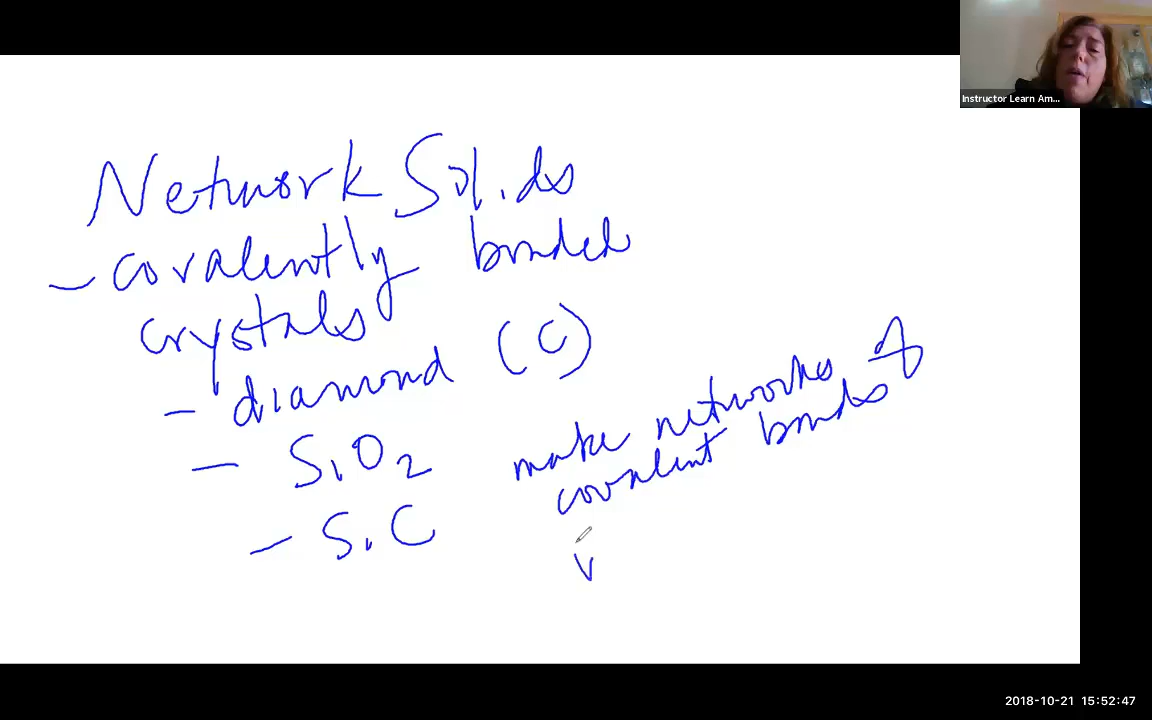 Instructor Learn Am...
Network Solids
- covalently bonded
crystals
- diamond (C)
- SiO2
- SiC
make networks of
covalent bonds
v
2018-10-21 15:52:47